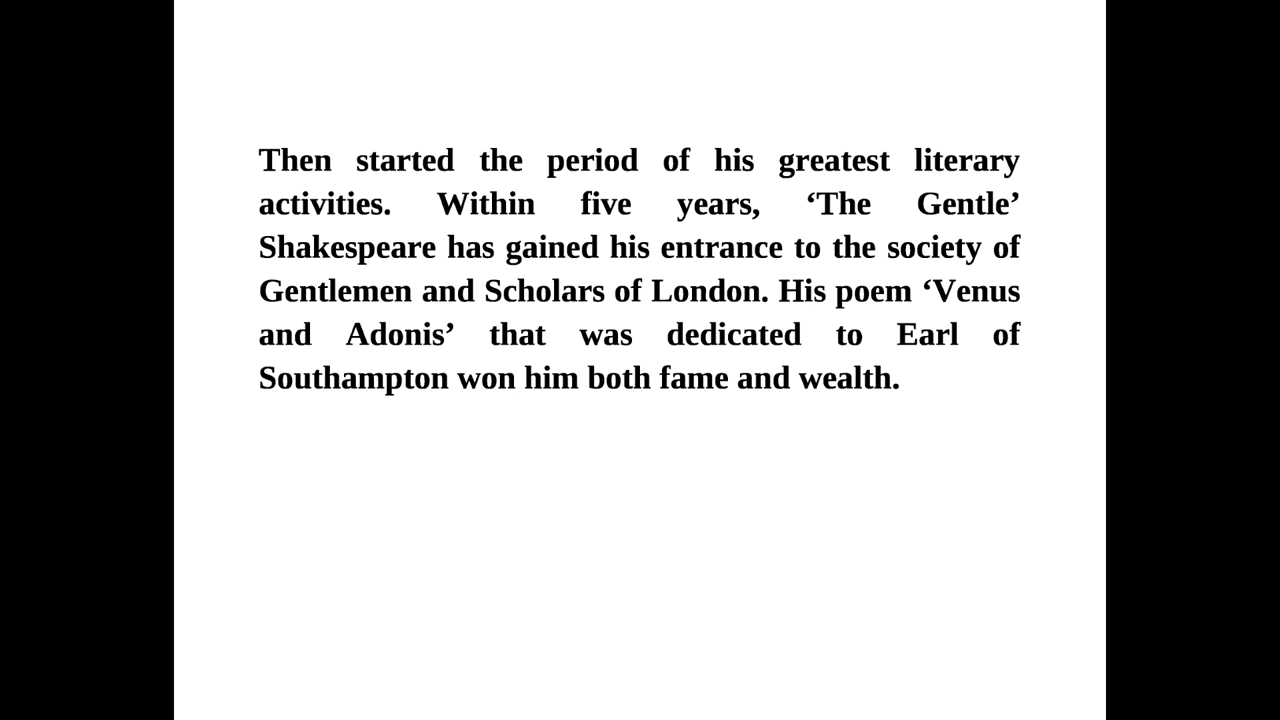 Then started the period of his greatest literary
activities. Within five years, ‘The Gentle’
Shakespeare has gained his entrance to the society of
Gentlemen and Scholars of London. His poem ‘Venus
and Adonis’ that was dedicated to Earl of
Southampton won him both fame and wealth.